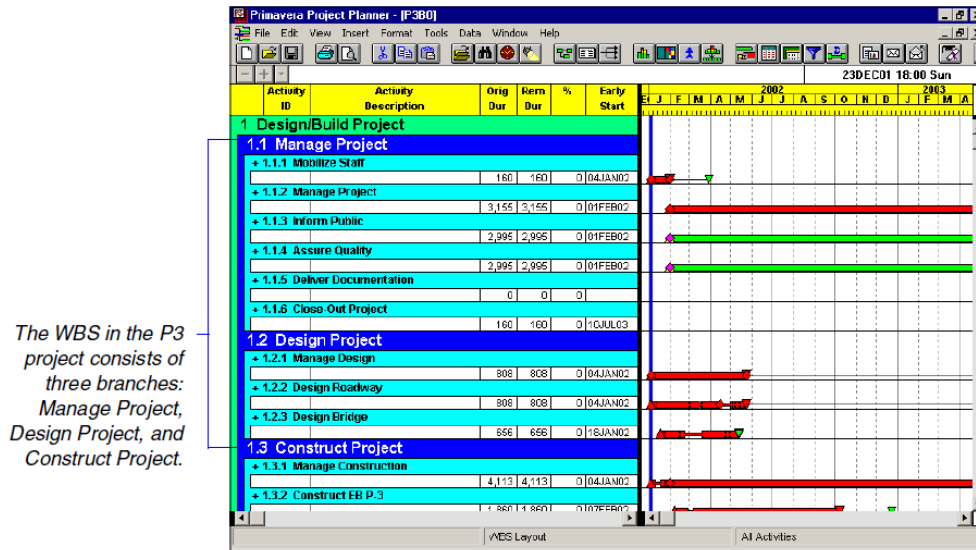 Primavera Project Planner - [P3B0]
File Edit View Insert Format Tools Data Window Help
23DEC01 18:00 Sun
Activity ID Activity Description Orig Dur Rem Dur % Early Start
2002 2003
J F M A M J J A S O N D J F M A
1 Design/Build Project
1.1 Manage Project
+ 1.1.1 Mobilize Staff
160 160 0 04JAN02
+ 1.1.2 Manage Project
3,155 3,155 0 01FEB02
+ 1.1.3 Inform Public
2,995 2,995 0 01FEB02
+ 1.1.4 Assure Quality
2,995 2,995 0 01FEB02
+ 1.1.5 Deliver Documentation
0 0 0
+ 1.1.6 Close-Out Project
160 160 0 10JUL03
1.2 Design Project
+ 1.2.1 Manage Design
808 808 0 04JAN02
+ 1.2.2 Design Roadway
808 808 0 04JAN02
+ 1.2.3 Design Bridge
656 656 0 18JAN02
1.3 Construct Project
+ 1.3.1 Manage Construction
4,113 4,113 0 04JAN02
+ 1.3.2 Construct EB P-3
1,860 1,860 0 07FEB02
WBS Layout All Activities
The WBS in the P3
project consists of
three branches:
Manage Project,
Design Project, and
Construct Project.